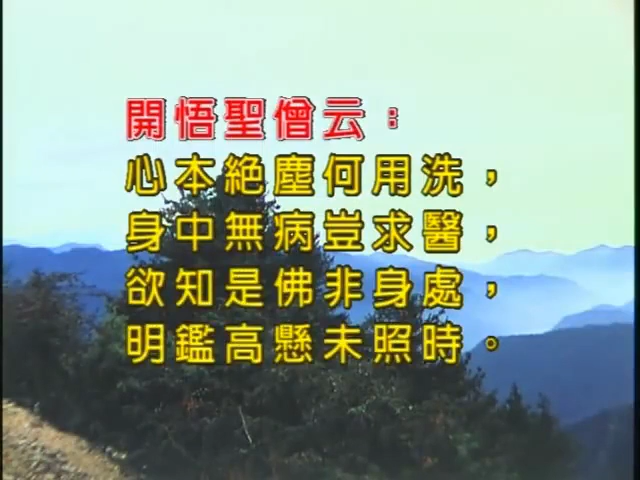 開悟聖僧云：
心本絕塵何用洗，
身中無病豈求醫，
欲知是佛非身處，
明鑑高懸未照時。